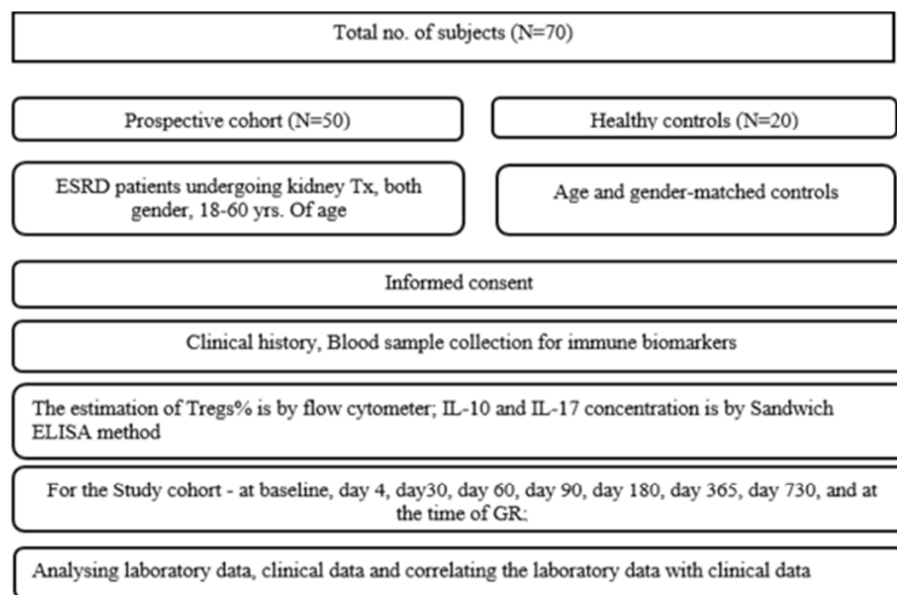 Total no. of subjects (N=70)
Prospective cohort (N=50)
Healthy controls (N=20)
ESRD patients undergoing kidney Tx, both
gender, 18-60 yrs. Of age
Age and gender-matched controls
Informed consent
Clinical history, Blood sample collection for immune biomarkers
The estimation of Tregs% is by flow cytometer; IL-10 and IL-17 concentration is by Sandwich
ELISA method
For the Study cohort - at baseline, day 4, day30, day 60, day 90, day 180, day 365, day 730, and at
the time of GR;
Analysing laboratory data, clinical data and correlating the laboratory data with clinical data